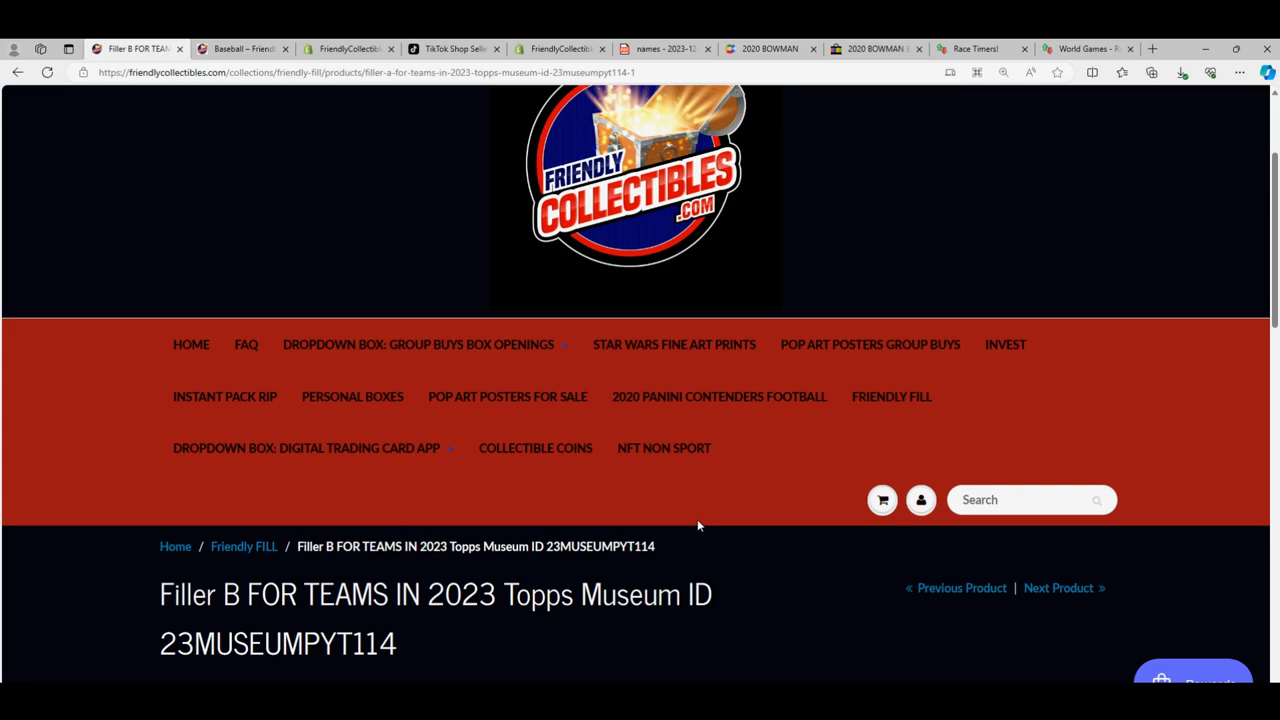 Filler B FOR TEAM
Baseball – Friend
FriendlyCollectib
TikTok Shop Selle
FriendlyCollectib
names - 2023-12
2020 BOWMAN
2020 BOWMAN
Race Timers!
World Games - R
https://friendlycollectibles.com/collections/friendly-fill/products/filler-a-for-teams-in-2023-topps-museum-id-23museumpyt114-1
FRIENDLY
COLLECTIBLES
.COM
HOME FAQ DROPDOWN BOX: GROUP BUYS BOX OPENINGS STAR WARS FINE ART PRINTS POP ART POSTERS GROUP BUYS INVEST
INSTANT PACK RIP PERSONAL BOXES POP ART POSTERS FOR SALE 2020 PANINI CONTENDERS FOOTBALL FRIENDLY FILL
DROPDOWN BOX: DIGITAL TRADING CARD APP COLLECTIBLE COINS NFT NON SPORT
Search
Home / Friendly FILL / Filler B FOR TEAMS IN 2023 Topps Museum ID 23MUSEUMPYT114
Filler B FOR TEAMS IN 2023 Topps Museum ID
23MUSEUMPYT114
« Previous Product | Next Product »
Rewards